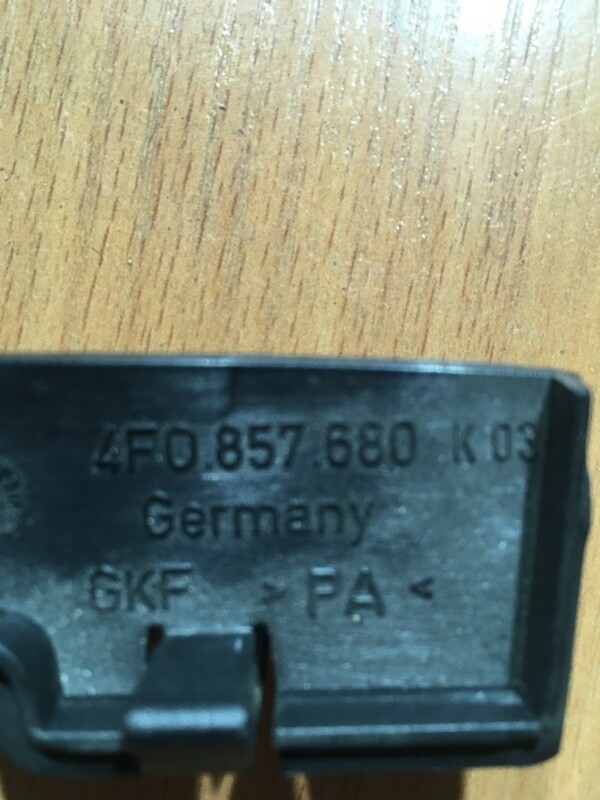 4F0.857.680 K 03
Germany
GKF > PA <